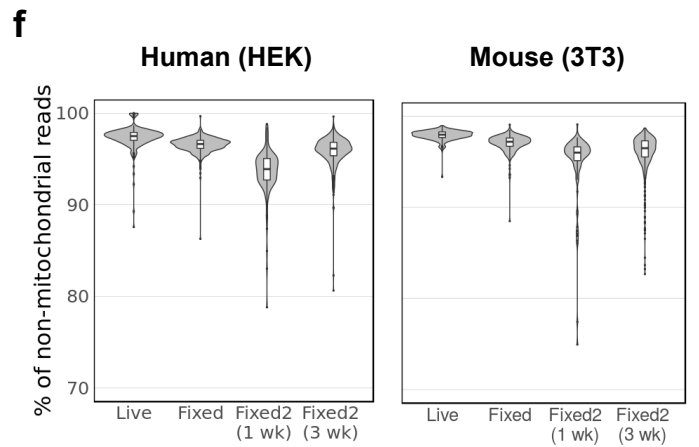 f
Human (HEK)
Mouse (3T3)
% of non-mitochondrial reads
100
90
80
70
Live Fixed Fixed2 (1 wk) Fixed2 (3 wk)
Live Fixed Fixed2 (1 wk) Fixed2 (3 wk)